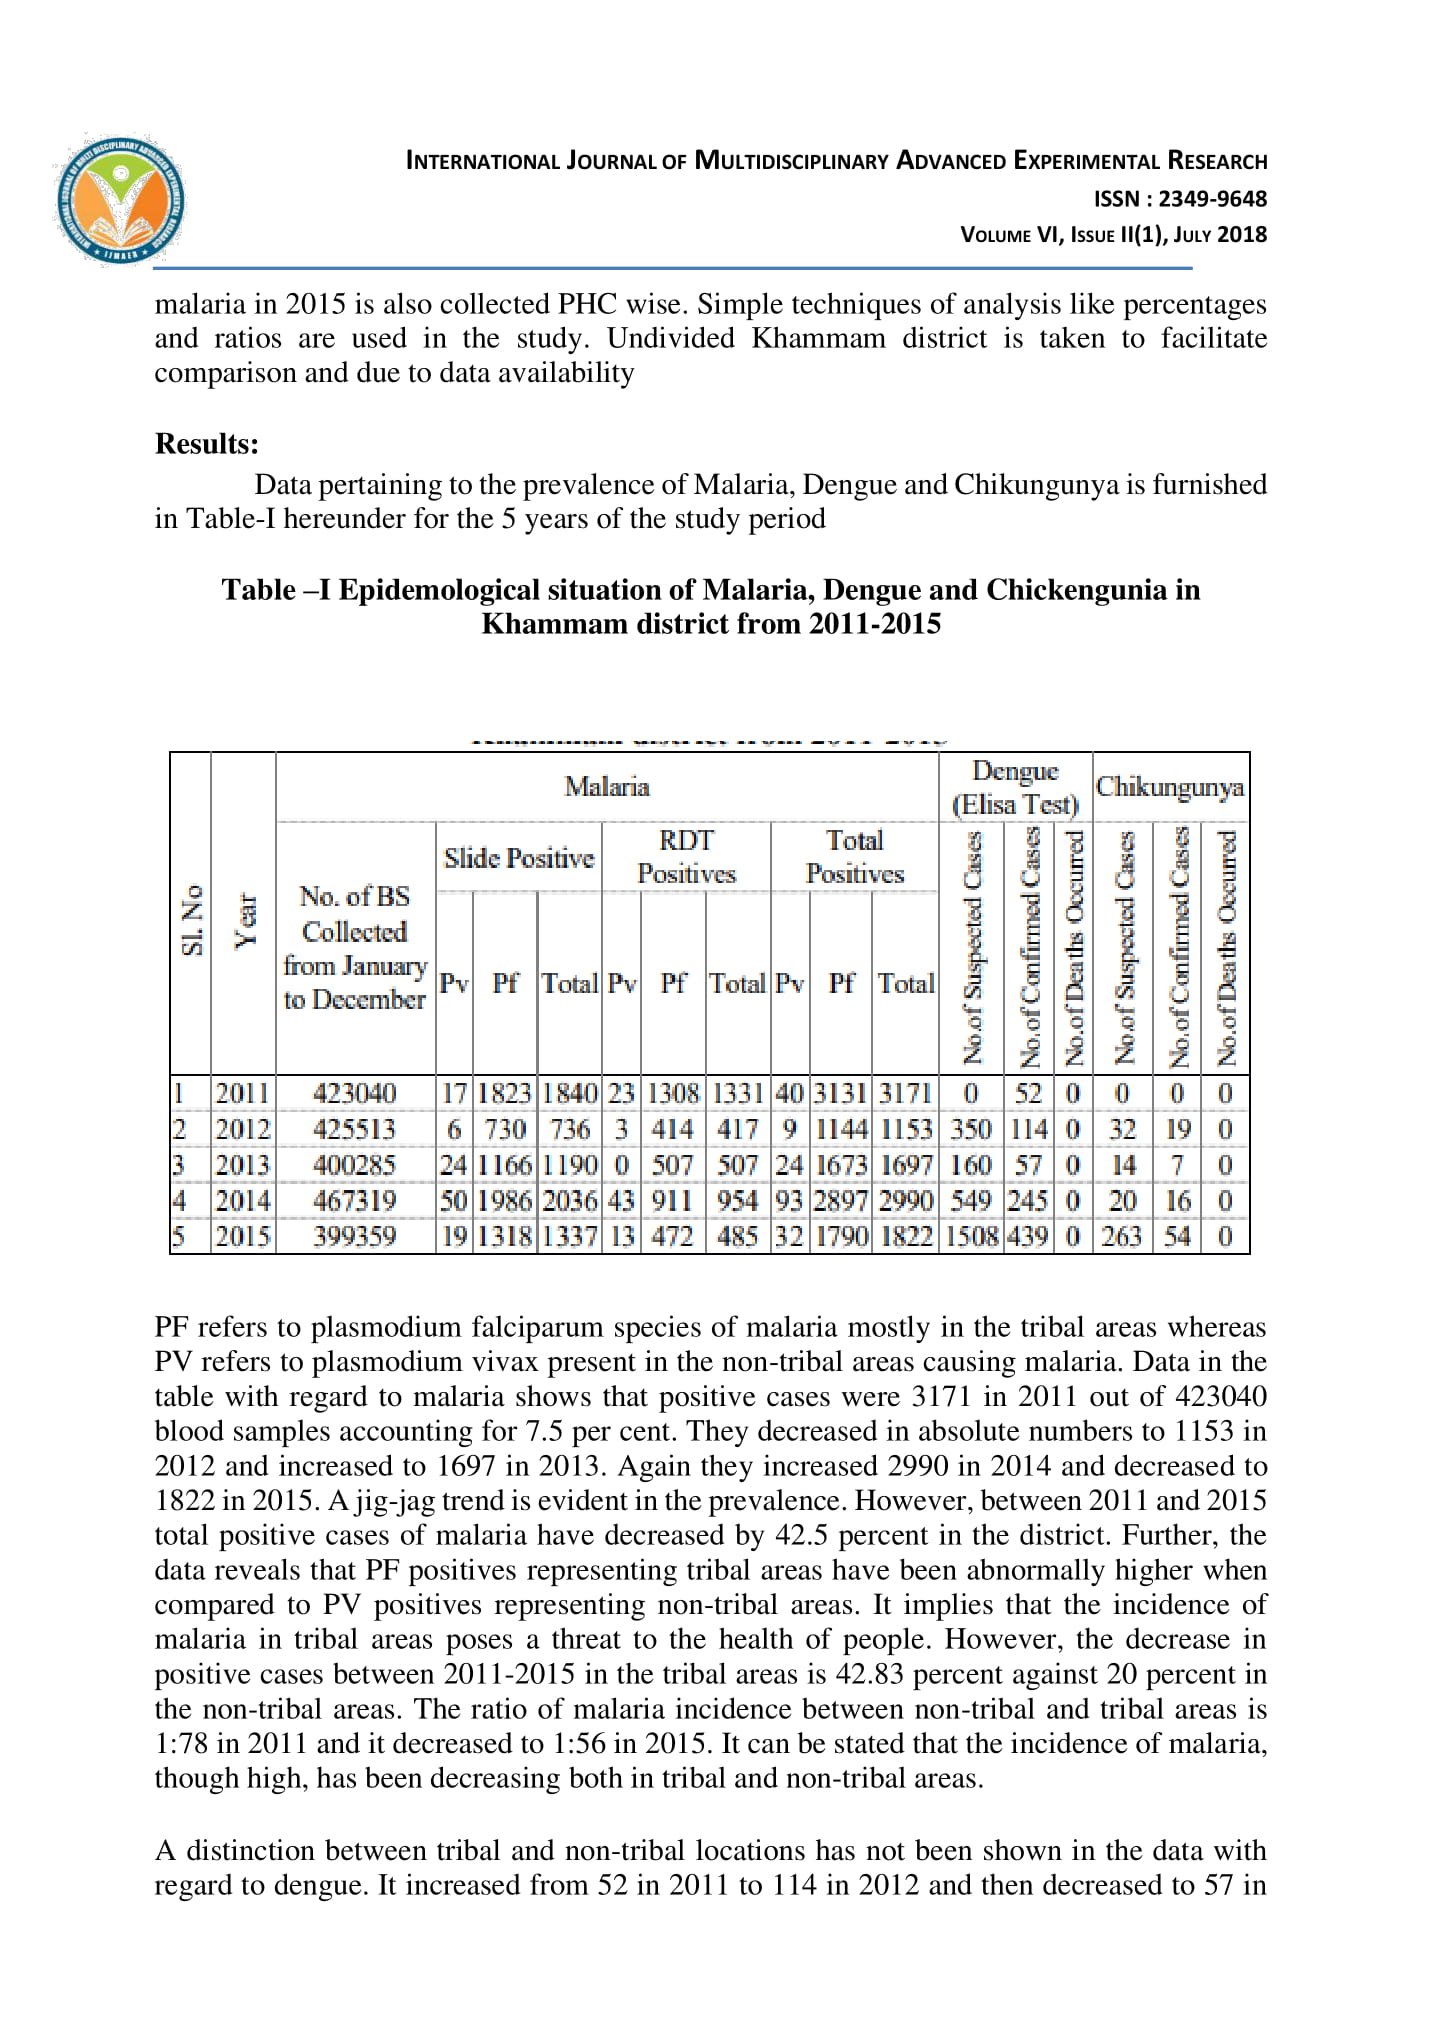 INTERNATIONAL JOURNAL OF MULTIDISCIPLINARY ADVANCED EXPERIMENTAL RESEARCH
ISSN : 2349-9648
VOLUME VI, ISSUE II(1), JULY 2018
malaria in 2015 is also collected PHC wise. Simple techniques of analysis like percentages
and ratios are used in the study. Undivided Khammam district is taken to facilitate
comparison and due to data availability
Results:
Data pertaining to the prevalence of Malaria, Dengue and Chikungunya is furnished
in Table-I hereunder for the 5 years of the study period
Table –I Epidemological situation of Malaria, Dengue and Chickengunia in
Khammam district from 2011-2015
Sl. No
Year
Malaria
Dengue
(Elisa Test)
Chikungunya
No. of BS
Collected
from January
to December
Slide Positive
RDT
Positives
Total
Positives
Pv Pf Total Pv Pf Total Pv Pf Total
No.of Suspected Cases
No.of Confirmed Cases
No.of Deaths Occurred
No.of Suspected Cases
No.of Confirmed Cases
No.of Deaths Occurred
1 2011 423040 17 1823 1840 23 1308 1331 40 3131 3171 0 52 0 0 0 0
2 2012 425513 6 730 736 3 414 417 9 1144 1153 350 114 0 32 19 0
3 2013 400285 24 1166 1190 0 507 507 24 1673 1697 160 57 0 14 7 0
4 2014 467319 50 1986 2036 43 911 954 93 2897 2990 549 245 0 20 16 0
5 2015 399359 19 1318 1337 13 472 485 32 1790 1822 1508 439 0 263 54 0
PF refers to plasmodium falciparum species of malaria mostly in the tribal areas whereas
PV refers to plasmodium vivax present in the non-tribal areas causing malaria. Data in the
table with regard to malaria shows that positive cases were 3171 in 2011 out of 423040
blood samples accounting for 7.5 per cent. They decreased in absolute numbers to 1153 in
2012 and increased to 1697 in 2013. Again they increased 2990 in 2014 and decreased to
1822 in 2015. A jig-jag trend is evident in the prevalence. However, between 2011 and 2015
total positive cases of malaria have decreased by 42.5 percent in the district. Further, the
data reveals that PF positives representing tribal areas have been abnormally higher when
compared to PV positives representing non-tribal areas. It implies that the incidence of
malaria in tribal areas poses a threat to the health of people. However, the decrease in
positive cases between 2011-2015 in the tribal areas is 42.83 percent against 20 percent in
the non-tribal areas. The ratio of malaria incidence between non-tribal and tribal areas is
1:78 in 2011 and it decreased to 1:56 in 2015. It can be stated that the incidence of malaria,
though high, has been decreasing both in tribal and non-tribal areas.
A distinction between tribal and non-tribal locations has not been shown in the data with
regard to dengue. It increased from 52 in 2011 to 114 in 2012 and then decreased to 57 in